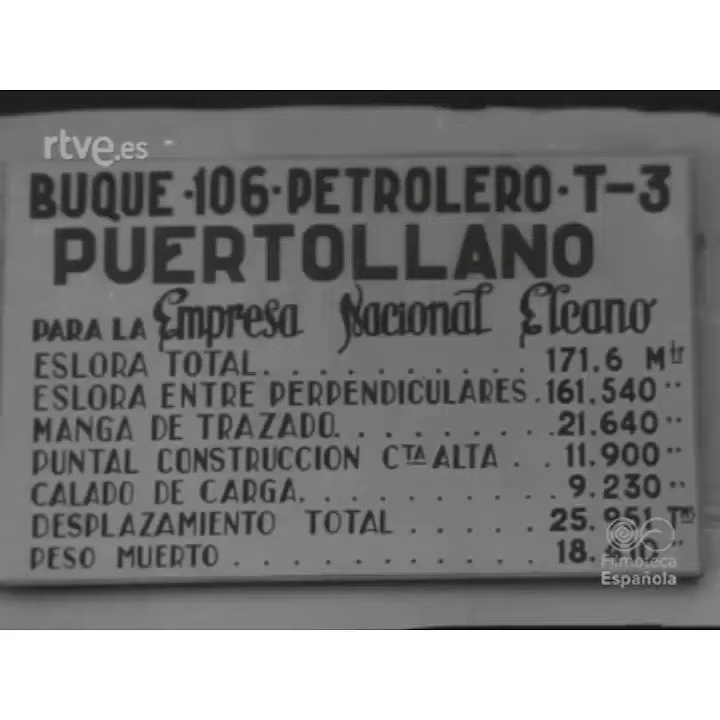 rtve.es
BUQUE·106·PETROLERO·T-3
PUERTOLLANO
PARA LA Empresa Nacional Elcano
ESLORA TOTAL. . . . . . . . . . 171.6 Mtr
ESLORA ENTRE PERPENDICULARES. 161.540 ··
MANGA DE TRAZADO. . . . . . . . . 21.640 ··
PUNTAL CONSTRUCCION CTA ALTA . . 11.900 ··
CALADO DE CARGA. . . . . . . . . . 9.230 ··
DESPLAZAMIENTO TOTAL . . . . . 25.951
PESO MUERTO . . . . . . . . . . .
Filmoteca
Española